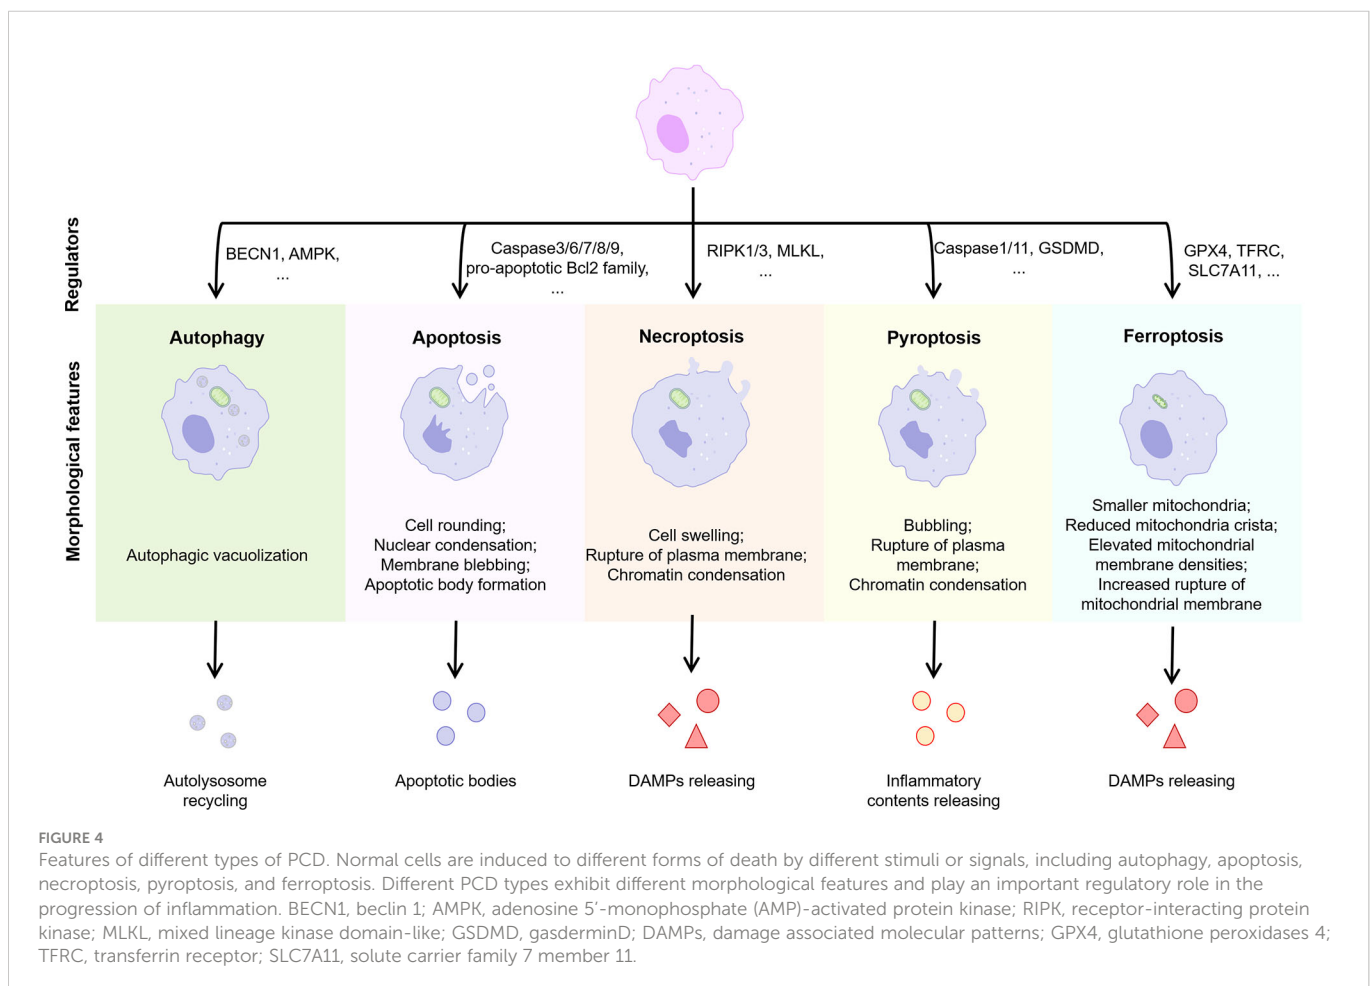 Regulators
BECN1, AMPK,
...
Caspase3/6/7/8/9,
pro-apoptotic Bcl2 family,
...
RIPK1/3, MLKL,
...
Caspase1/11, GSDMD,
...
GPX4, TFRC,
SLC7A11, ...
Morphological features
Autophagy
Autophagic vacuolization
Apoptosis
Cell rounding;
Nuclear condensation;
Membrane blebbing;
Apoptotic body formation
Necroptosis
Cell swelling;
Rupture of plasma membrane;
Chromatin condensation
Pyroptosis
Bubbling;
Rupture of plasma
membrane;
Chromatin condensation
Ferroptosis
Smaller mitochondria;
Reduced mitochondria crista;
Elevated mitochondrial
membrane densities;
Increased rupture of
mitochondrial membrane
Autolysosome
recycling
Apoptotic bodies
DAMPs releasing
Inflammatory
contents releasing
DAMPs releasing
FIGURE 4
Features of different types of PCD. Normal cells are induced to different forms of death by different stimuli or signals, including autophagy, apoptosis,
necroptosis, pyroptosis, and ferroptosis. Different PCD types exhibit different morphological features and play an important regulatory role in the
progression of inflammation. BECN1, beclin 1; AMPK, adenosine 5’-monophosphate (AMP)-activated protein kinase; RIPK, receptor-interacting protein
kinase; MLKL, mixed lineage kinase domain-like; GSDMD, gasderminD; DAMPs, damage associated molecular patterns; GPX4, glutathione peroxidases 4;
TFRC, transferrin receptor; SLC7A11, solute carrier family 7 member 11.